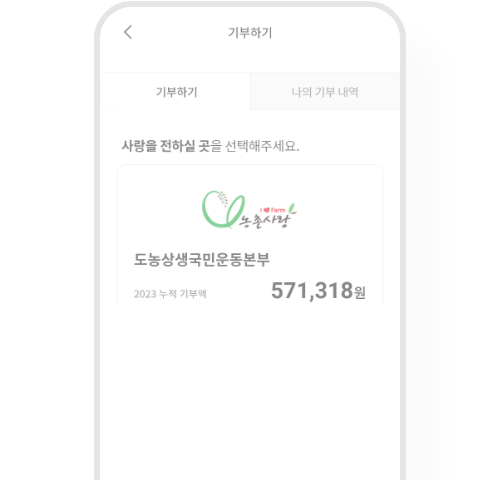 기부하기
기부하기
나의 기부 내역
사랑을 전하실 곳을 선택해주세요.
I ❤ Farm
농촌사랑
도농상생국민운동본부
2023 누적 기부액
571,318원